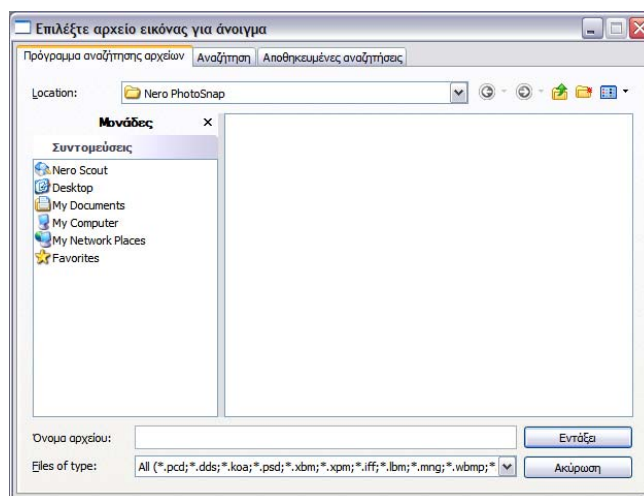 Επιλέξτε αρχείο εικόνας για άνοιγμα
Πρόγραμμα αναζήτησης αρχείων Αναζήτηση Αποθηκευμένες αναζητήσεις
Location: Nero PhotoSnap
Μονάδες x
Συντομεύσεις
Nero Scout
Desktop
My Documents
My Computer
My Network Places
Favorites
Όνομα αρχείου: Εντάξει
Files of type: All (*.pcd;*.dds;*.koa;*.psd;*.xbm;*.xpm;*.iff;*.lbm;*.mng;*.wbmp;* Ακύρωση